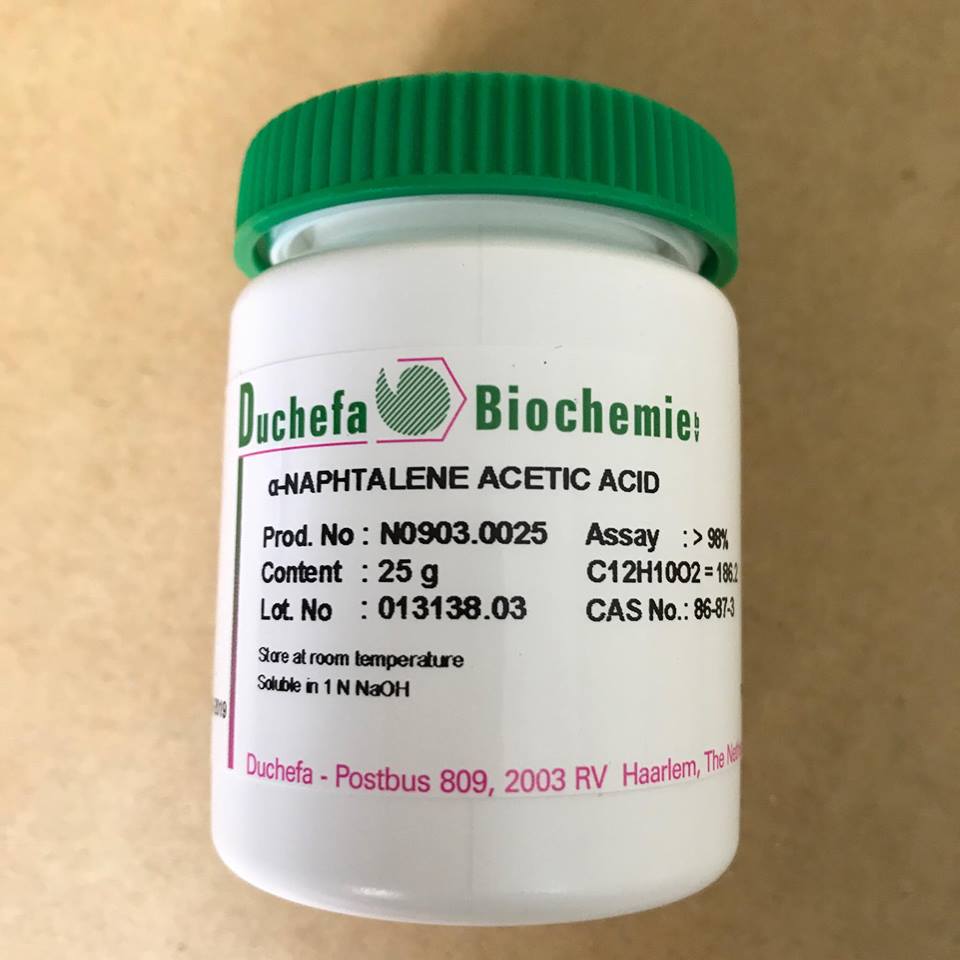 Duchefa Biochemie bv
α-NAPHTALENE ACETIC ACID
Prod. No : N0903.0025 Assay : > 98%
Content : 25 g C12H10O2 = 186.2
Lot. No : 013138.03 CAS No.: 86-87-3
Store at room temperature
Soluble in 1 N NaOH
2019
Duchefa - Postbus 809, 2003 RV Haarlem, The